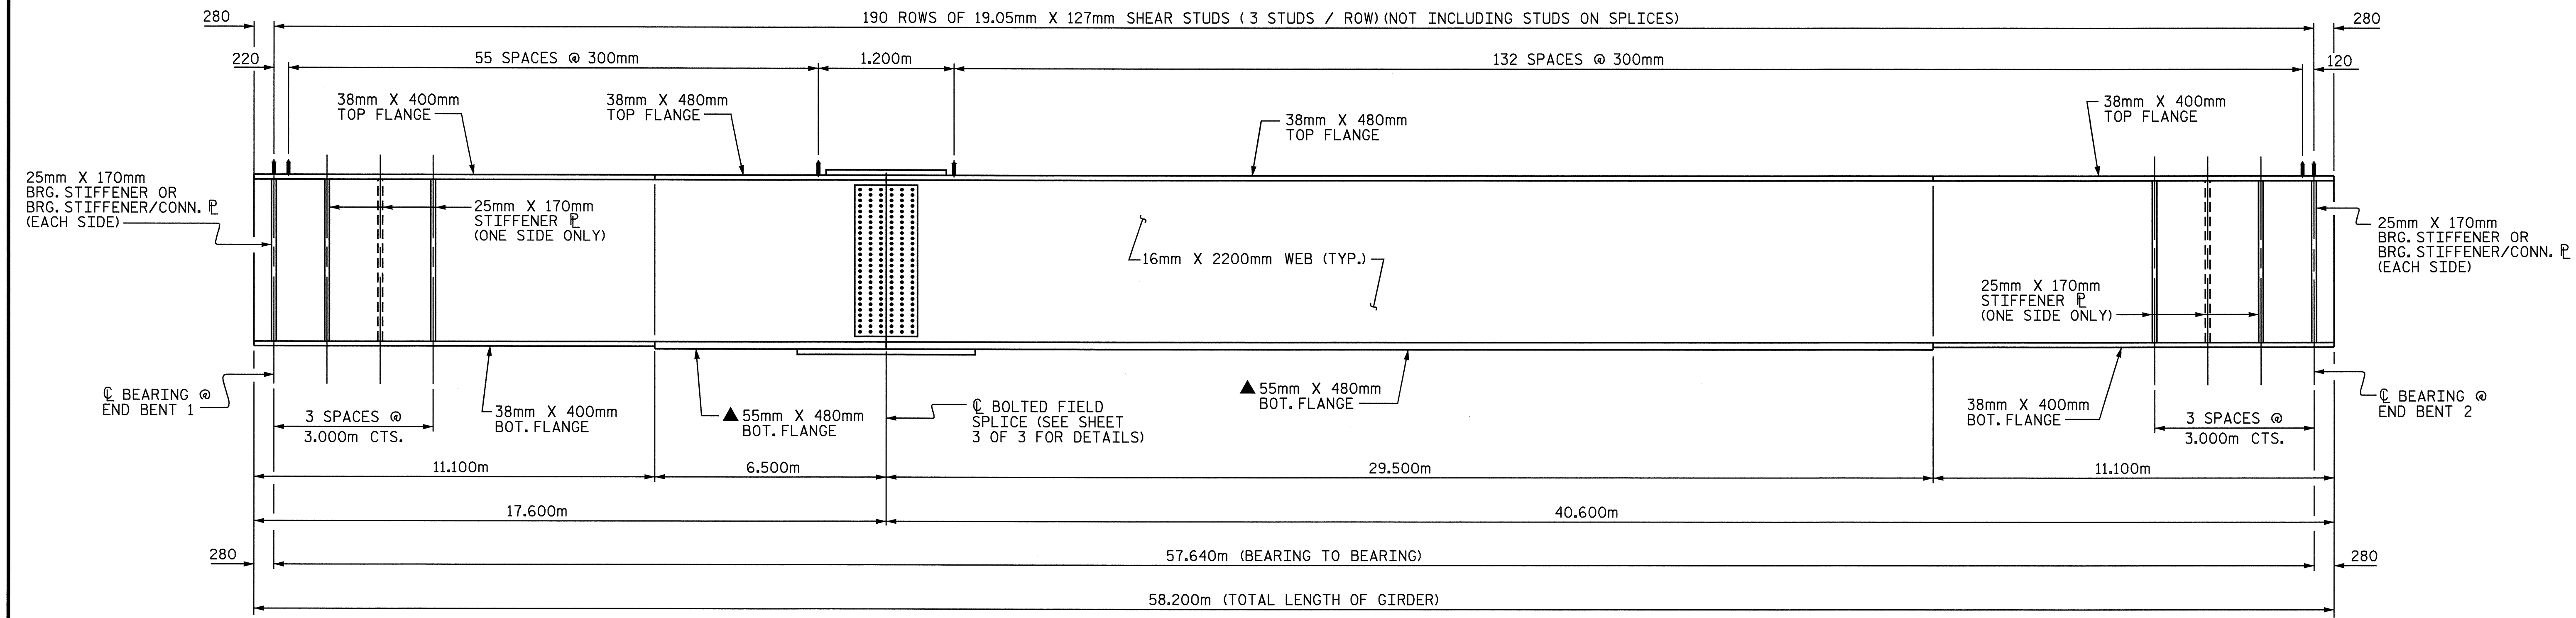 280
190 ROWS OF 19.05mm X 127mm SHEAR STUDS (3 STUDS / ROW) (NOT INCLUDING STUDS ON SPLICES)
280
220
55 SPACES @ 300mm
1.200m
132 SPACES @ 300mm
120
38mm X 400mm
TOP FLANGE
38mm X 480mm
TOP FLANGE
38mm X 480mm
TOP FLANGE
38mm X 400mm
TOP FLANGE
25mm X 170mm
BRG. STIFFENER OR
BRG. STIFFENER/CONN. PL
(EACH SIDE)
25mm X 170mm
STIFFENER PL
(ONE SIDE ONLY)
16mm X 2200mm WEB (TYP.)
25mm X 170mm
STIFFENER PL
(ONE SIDE ONLY)
25mm X 170mm
BRG. STIFFENER OR
BRG. STIFFENER/CONN. PL
(EACH SIDE)
CL BEARING @
END BENT 1
3 SPACES @
3.000m CTS.
38mm X 400mm
BOT. FLANGE
▲ 55mm X 480mm
BOT. FLANGE
CL BOLTED FIELD
SPLICE (SEE SHEET
3 OF 3 FOR DETAILS)
▲ 55mm X 480mm
BOT. FLANGE
38mm X 400mm
BOT. FLANGE
3 SPACES @
3.000m CTS.
CL BEARING @
END BENT 2
11.100m
6.500m
29.500m
11.100m
17.600m
40.600m
280
57.640m (BEARING TO BEARING)
280
58.200m (TOTAL LENGTH OF GIRDER)